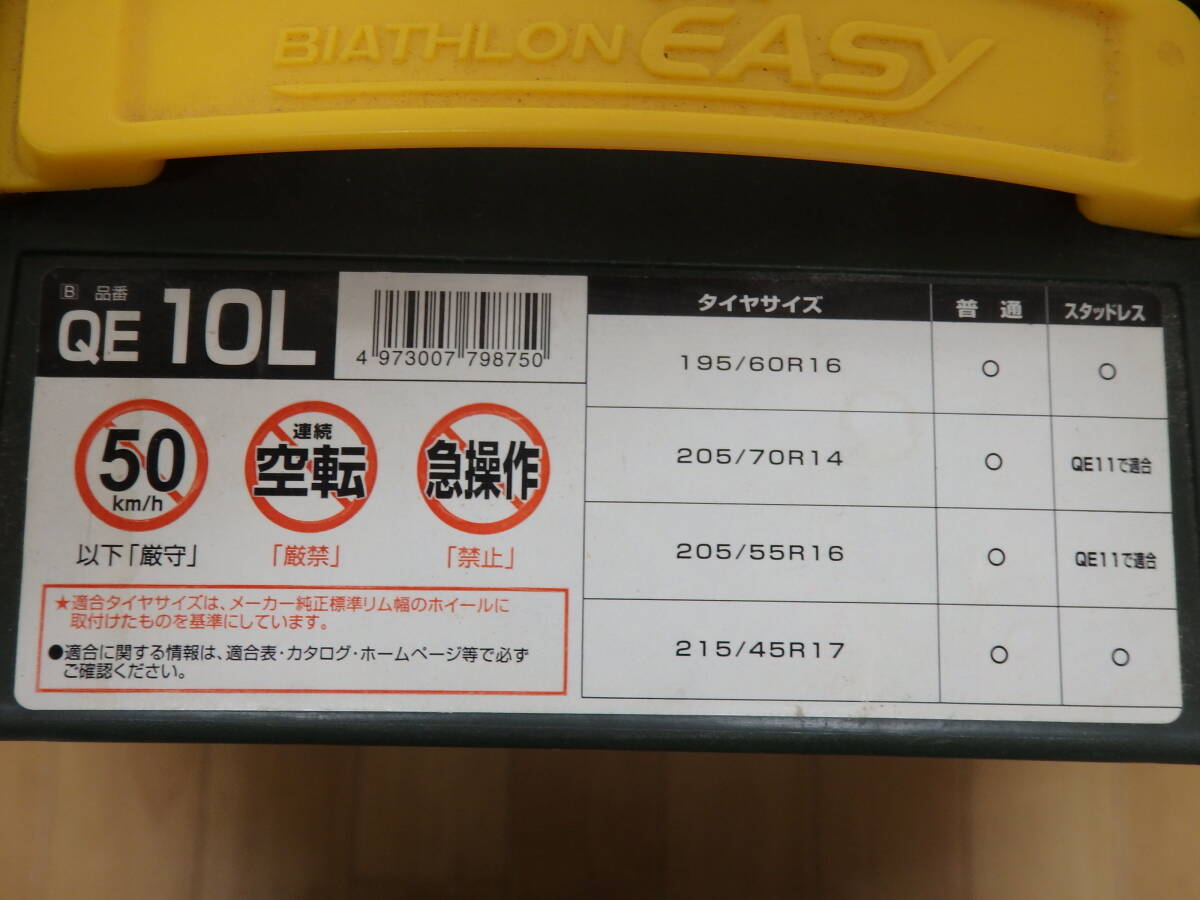 BIATHLON EASY
B 品番
QE 10L
4 973007 798750
50
km/h
以下「厳守」
連続
空転
「厳禁」
急操作
「禁止」
★適合タイヤサイズは、メーカー純正標準リム幅のホイールに
取付けたものを基準にしています。
●適合に関する情報は、適合表・カタログ・ホームページ等で必ず
ご確認ください。
タイヤサイズ 普通 スタッドレス
195/60R16 ○ ○
205/70R14 ○ QE11で適合
205/55R16 ○ QE11で適合
215/45R17 ○ ○